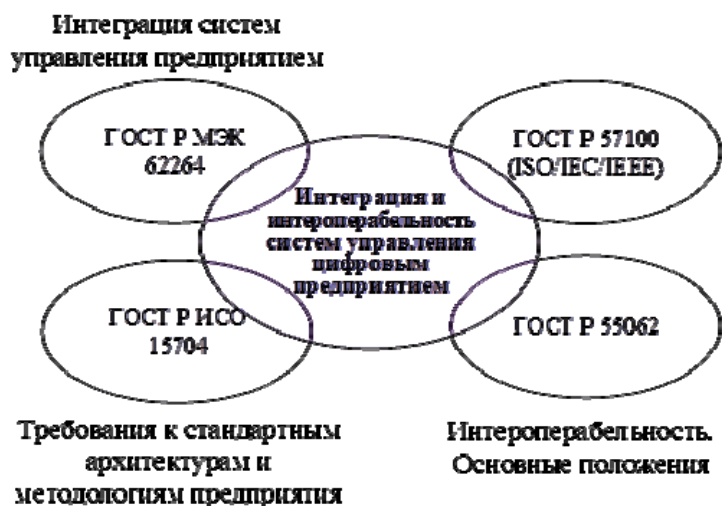 Интеграция систем
управления предприятием
ГОСТ Р МЭК
62264
ГОСТ Р 57100
(ISO/IEC/IEEE)
Интеграция и
интероперабельность
систем управления
цифровым
предприятием
ГОСТ Р ИСО
15704
ГОСТ Р 55062
Требования к стандартным
архитектурам и
методологиям предприятия
Интероперабельность.
Основные положения